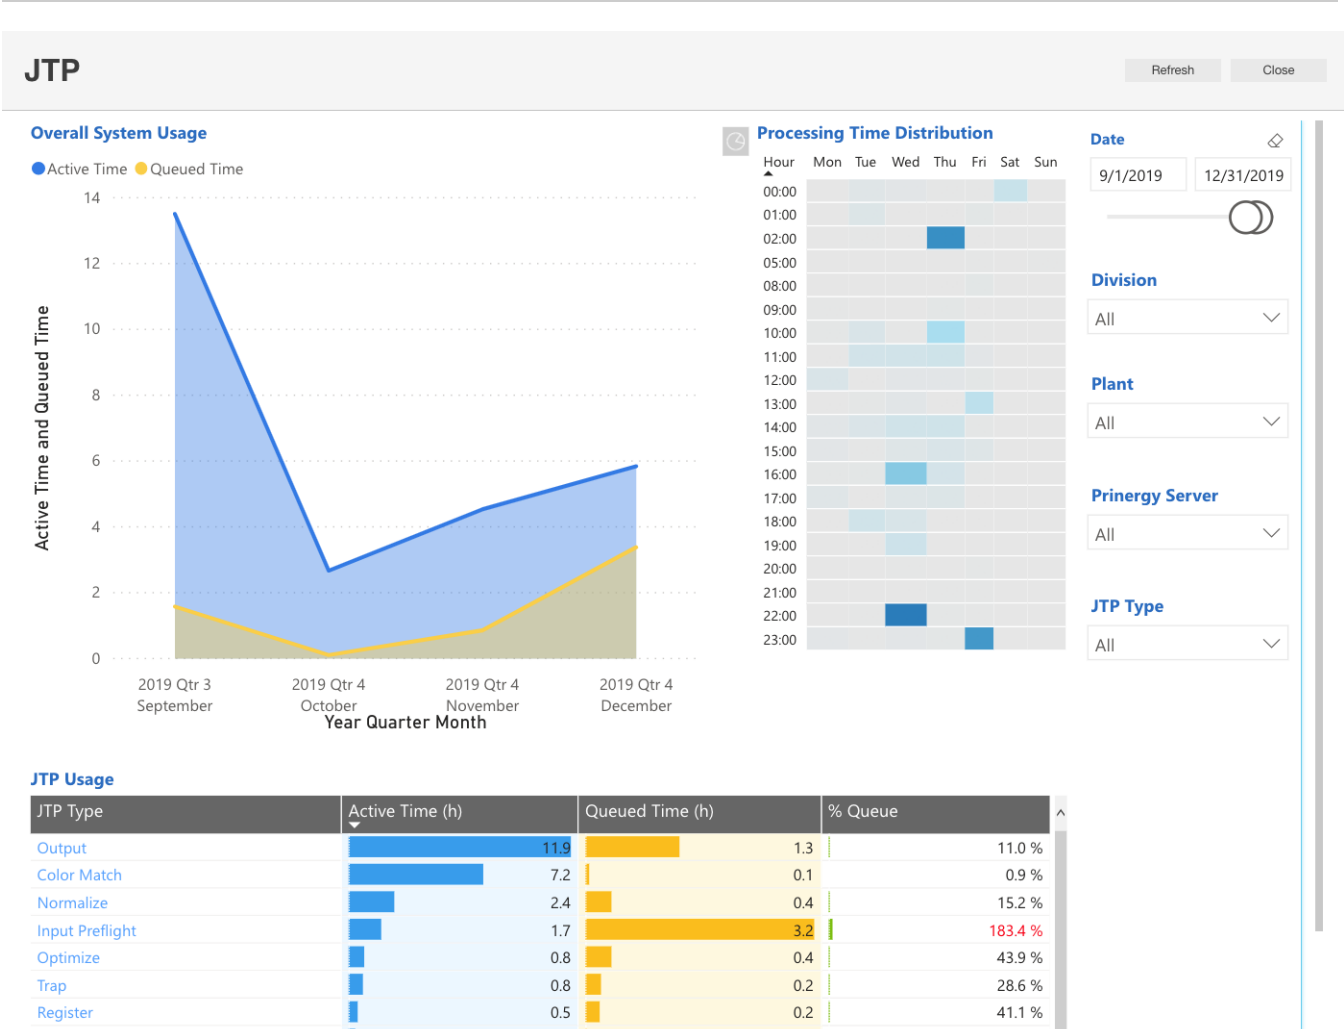 JTP
Refresh Close
Overall System Usage
Active Time Queued Time
14
12
10
8
6
4
2
0
Active Time and Queued Time
2019 Qtr 3 2019 Qtr 4 2019 Qtr 4 2019 Qtr 4
September October November December
Year Quarter Month
Processing Time Distribution
Hour Mon Tue Wed Thu Fri Sat Sun
00:00
01:00
02:00
05:00
08:00
09:00
10:00
11:00
12:00
13:00
14:00
15:00
16:00
17:00
18:00
19:00
20:00
21:00
22:00
23:00
Date
9/1/2019 12/31/2019
Division
All
Plant
All
Prinergy Server
All
JTP Type
All
JTP Usage
JTP Type Active Time (h) Queued Time (h) % Queue
Output 11.9 1.3 11.0 %
Color Match 7.2 0.1 0.9 %
Normalize 2.4 0.4 15.2 %
Input Preflight 1.7 3.2 183.4 %
Optimize 0.8 0.4 43.9 %
Trap 0.8 0.2 28.6 %
Register 0.5 0.2 41.1 %